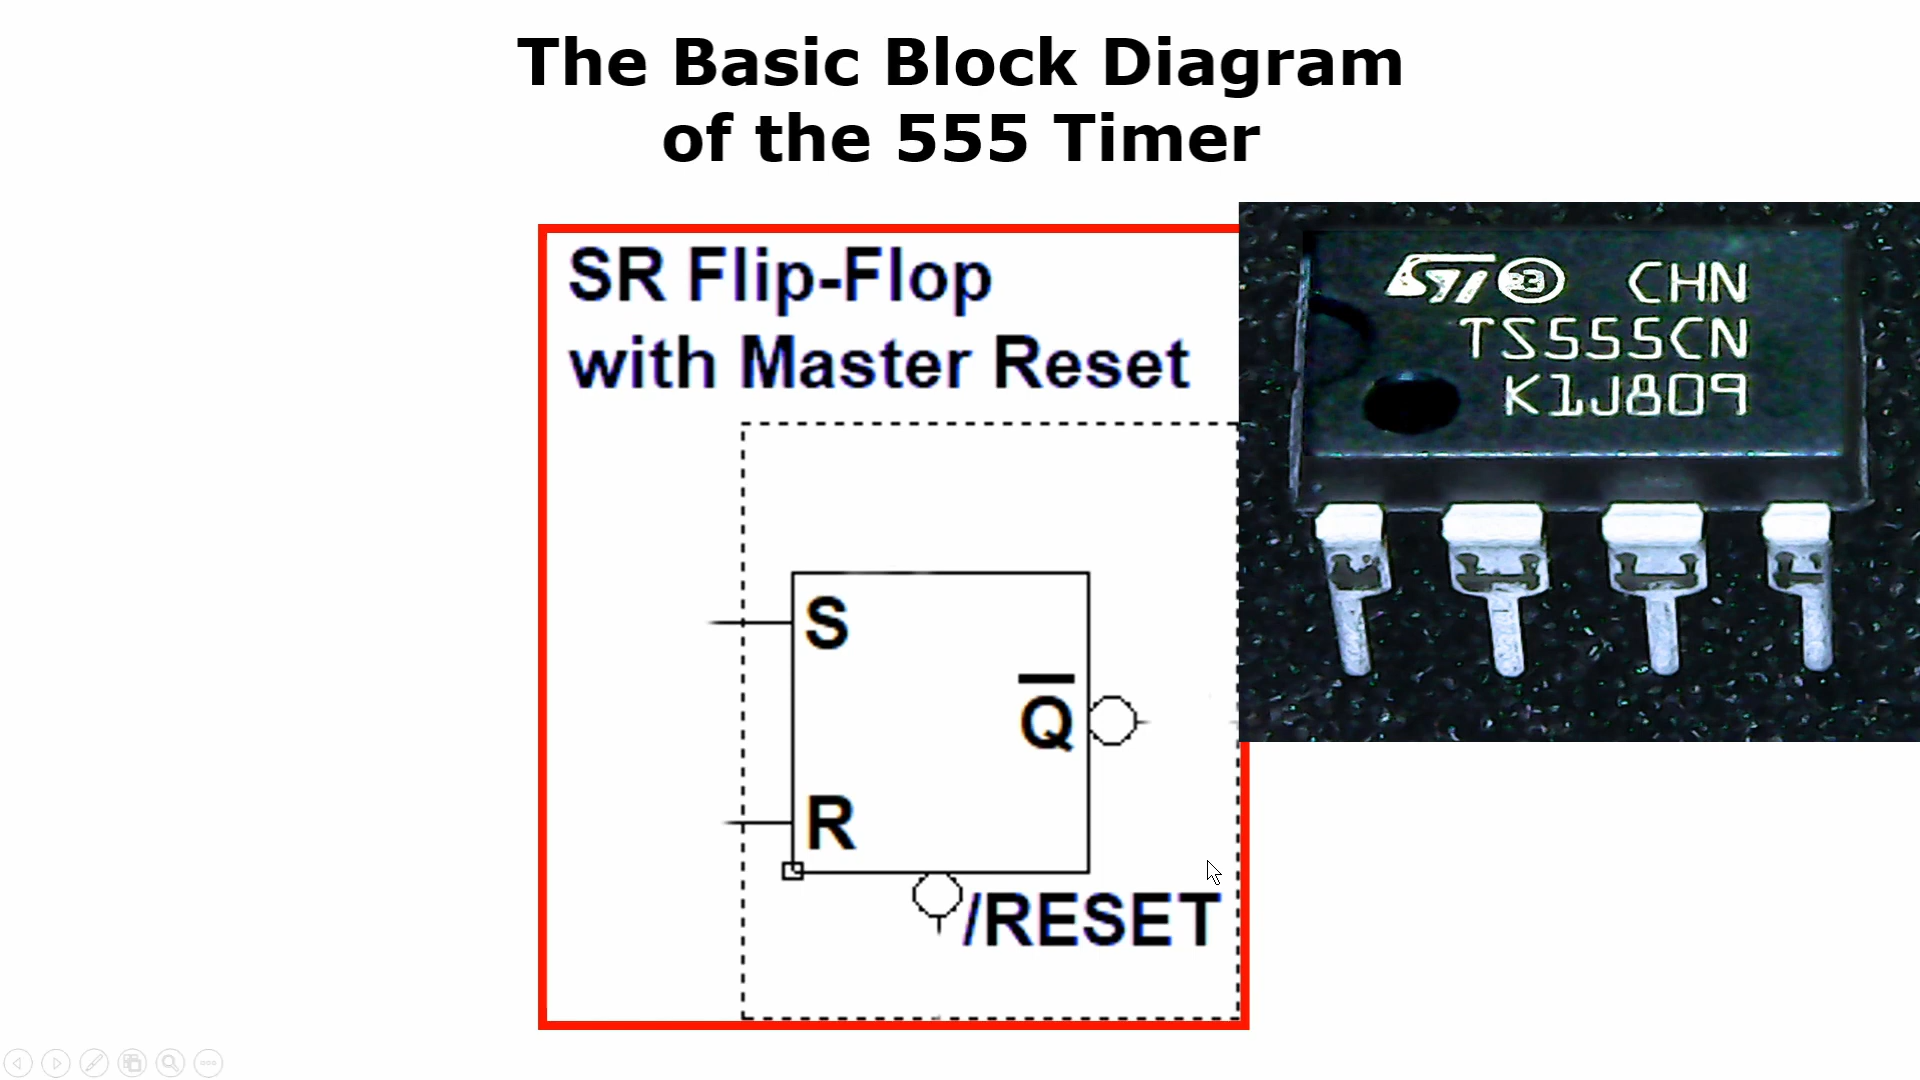 The Basic Block Diagram
of the 555 Timer
SR Flip-Flop
with Master Reset
S
Q
R
/RESET
ST 23 CHN
TS555CN
K1J809